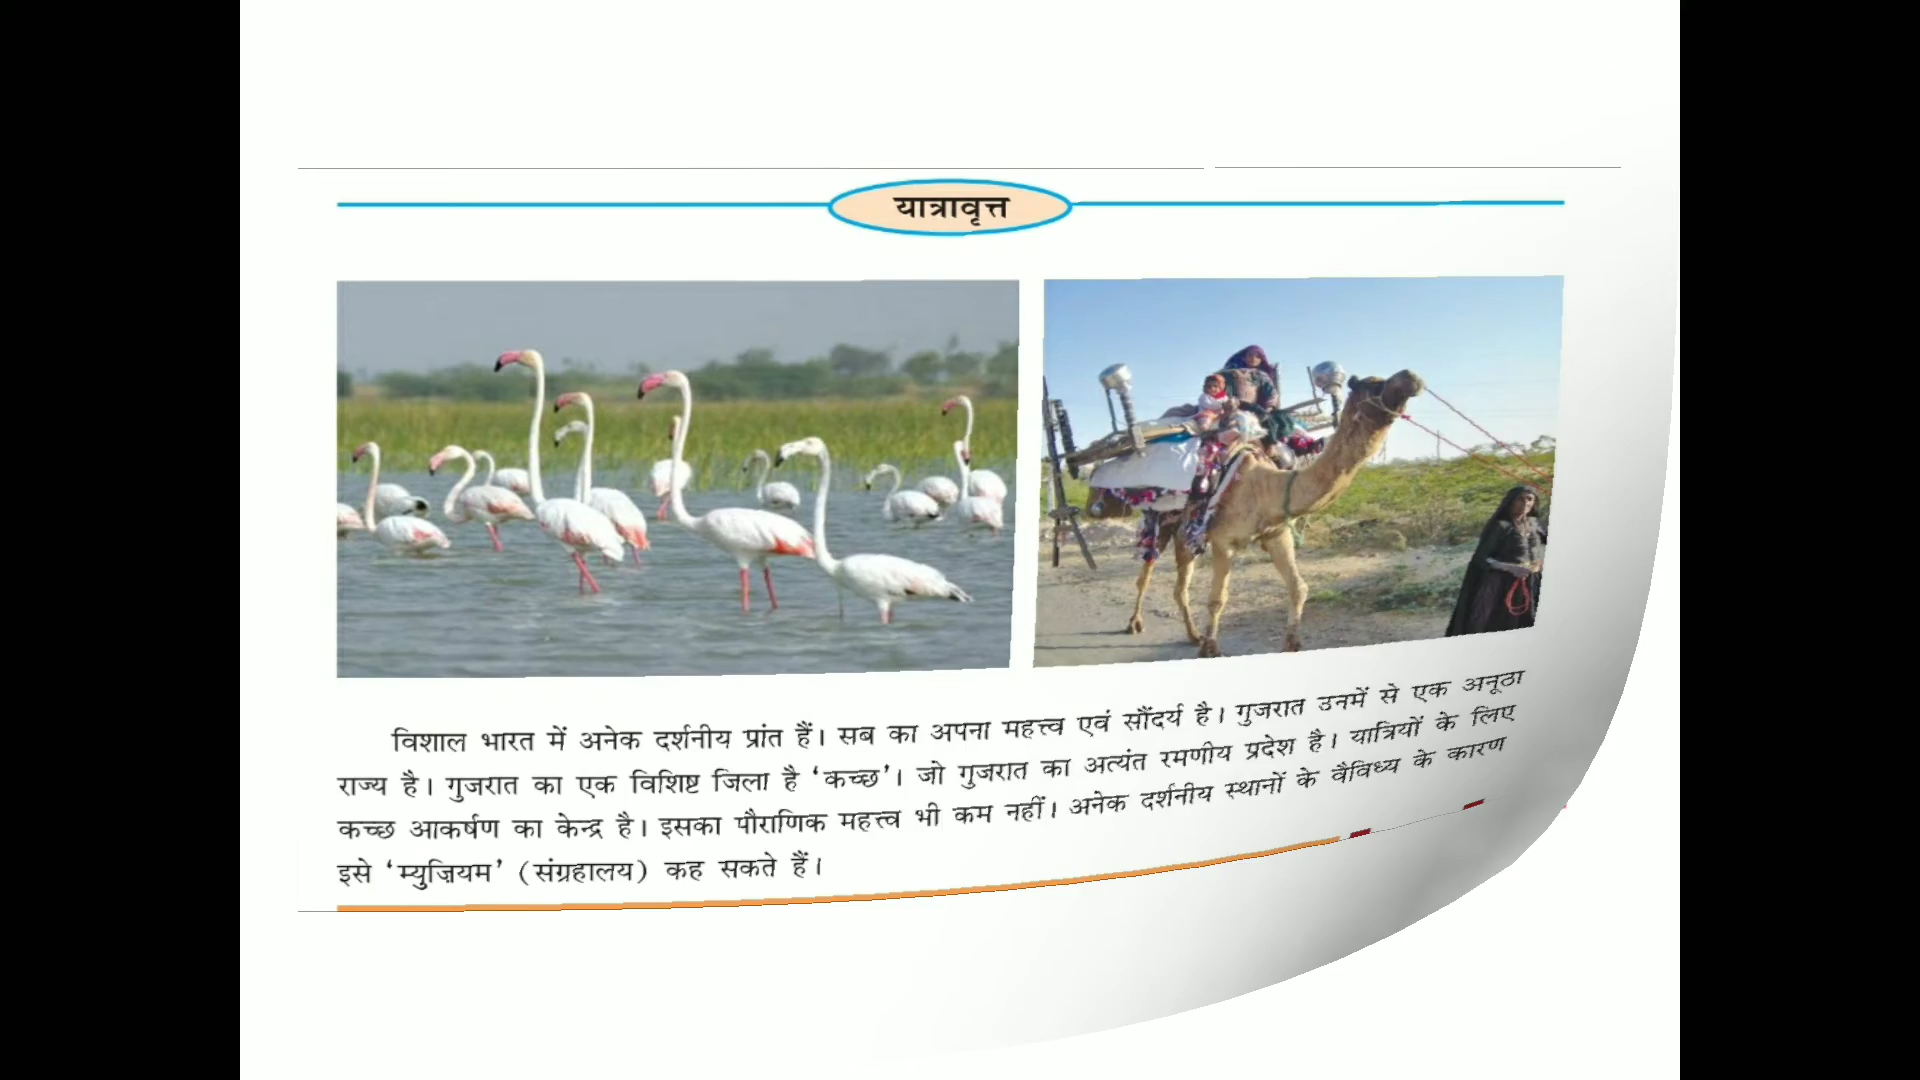 यात्रावृत्त
विशाल भारत में अनेक दर्शनीय प्रांत हैं। सब का अपना महत्त्व एवं सौंदर्य है। गुजरात उनमें से एक अनूठा
राज्य है। गुजरात का एक विशिष्ट जिला है ‘कच्छ’। जो गुजरात का अत्यंत रमणीय प्रदेश है। यात्रियों के लिए
कच्छ आकर्षण का केन्द्र है। इसका पौराणिक महत्त्व भी कम नहीं। अनेक दर्शनीय स्थानों के वैविध्य के कारण
इसे ‘म्युज़ियम’ (संग्रहालय) कह सकते हैं।